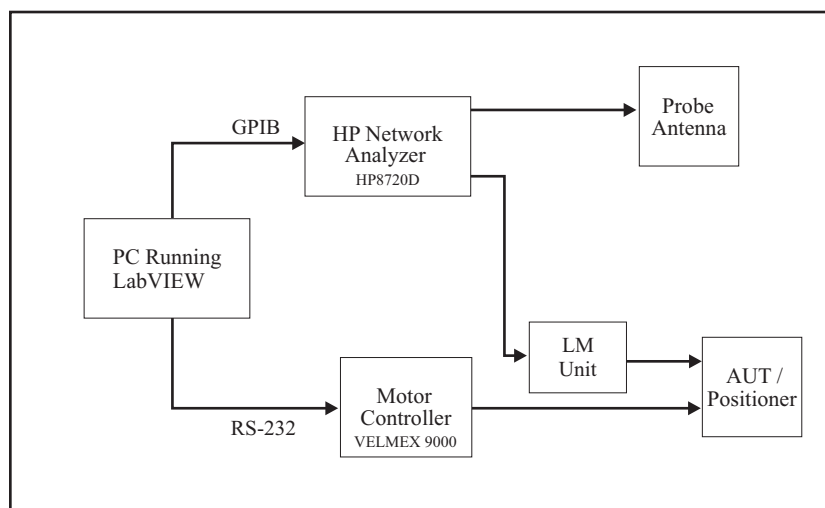 GPIB
HP Network
Analyzer
HP8720D
Probe
Antenna
PC Running
LabVIEW
LM
Unit
AUT /
Positioner
Motor
Controller
VELMEX 9000
RS-232